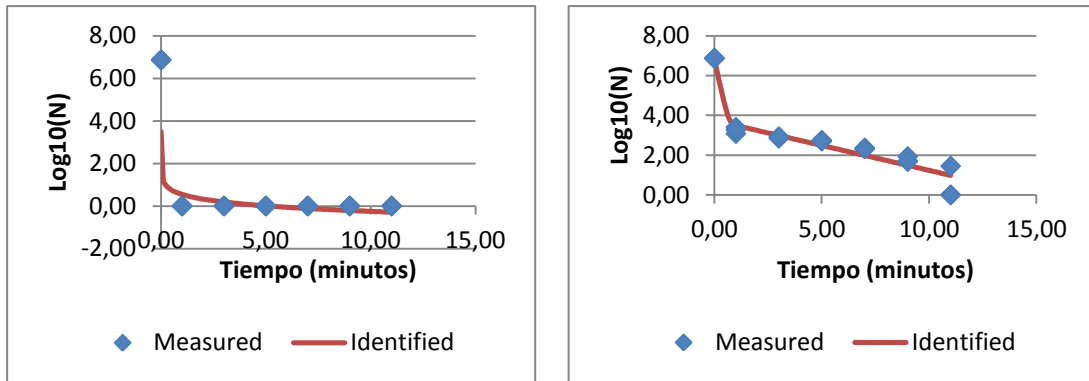 8,00
6,00
4,00
2,00
0,00
-2,00
0,00 5,00 10,00 15,00
Log10(N)
Tiempo (minutos)
Measured Identified
8,00
6,00
4,00
2,00
0,00
0,00 5,00 10,00 15,00
Log10(N)
Tiempo (minutos)
Measured Identified